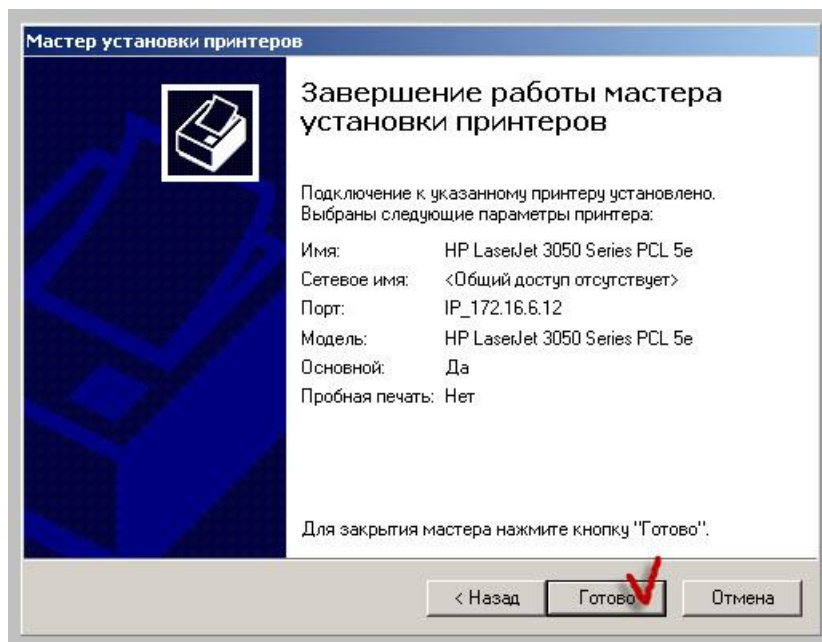 Мастер установки принтеров
Завершение работы мастера
установки принтеров
Подключение к указанному принтеру установлено.
Выбраны следующие параметры принтера:
Имя: HP LaserJet 3050 Series PCL 5e
Сетевое имя: <Общий доступ отсутствует>
Порт: IP_172.16.6.12
Модель: HP LaserJet 3050 Series PCL 5e
Основной: Да
Пробная печать: Нет
Для закрытия мастера нажмите кнопку "Готово".
< Назад Готово Отмена